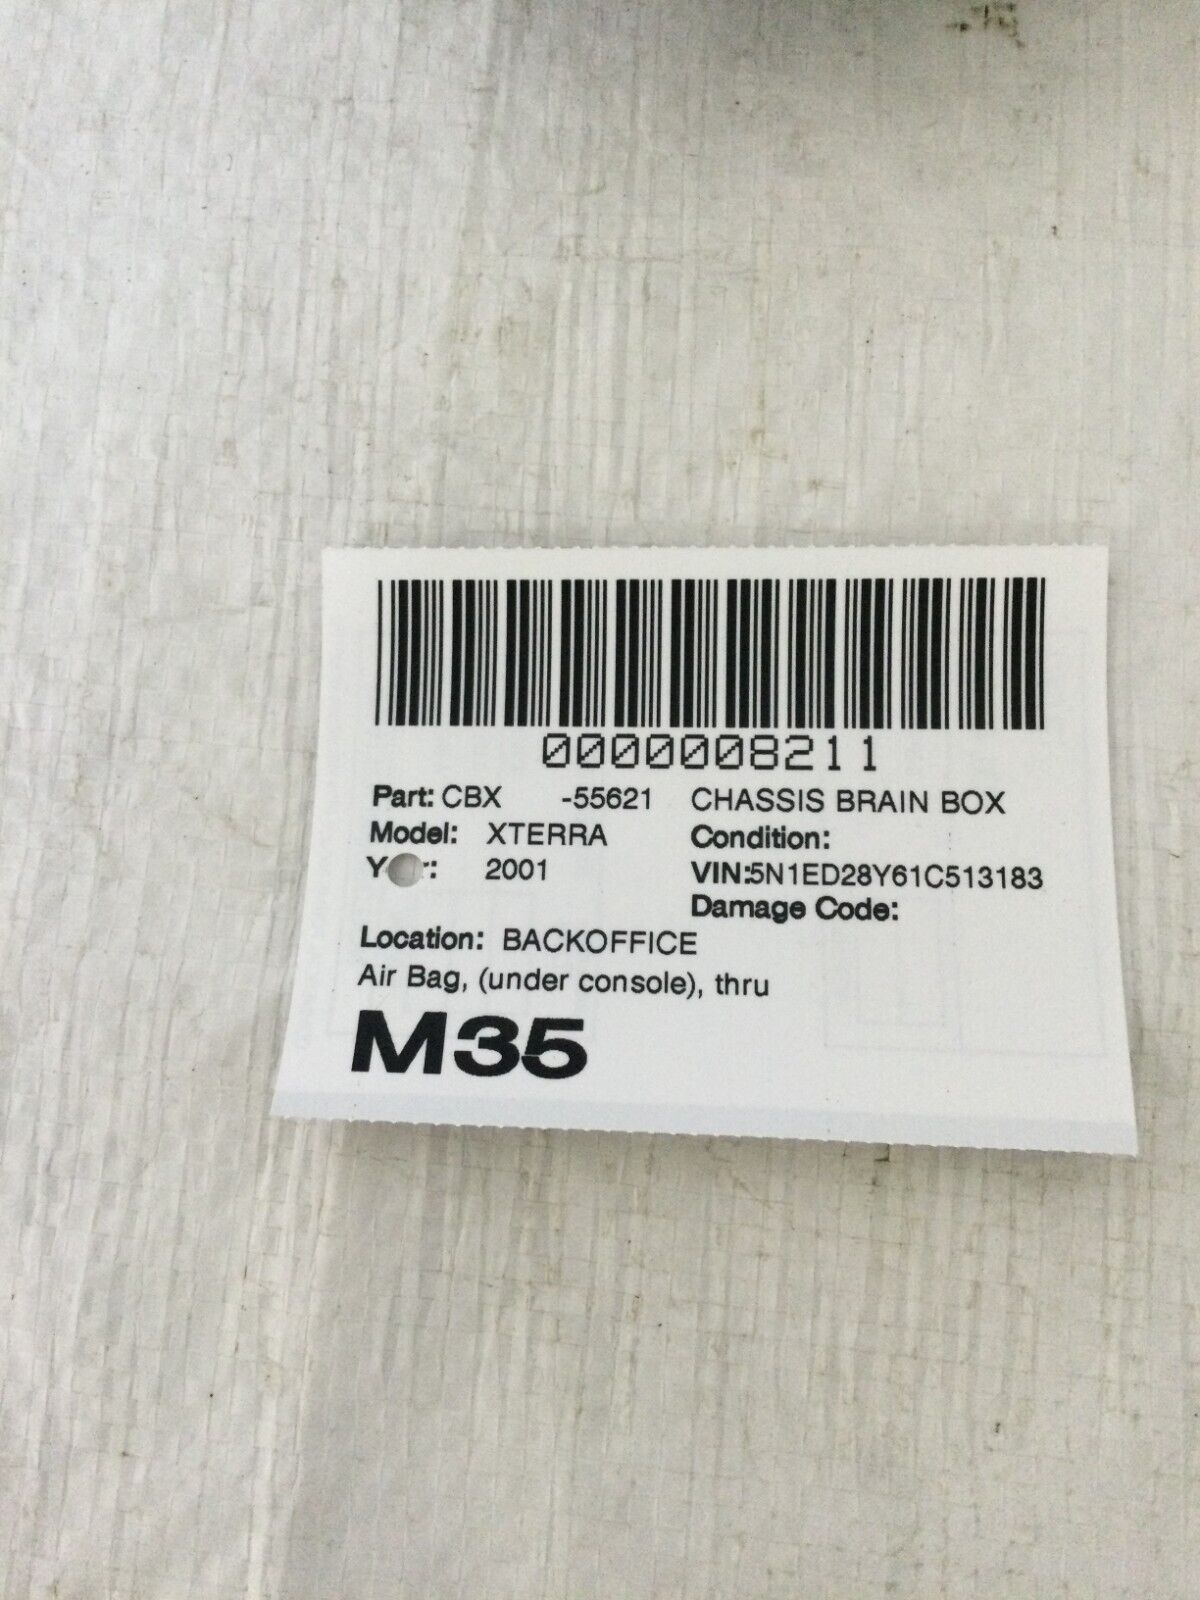 0000008211
Part: CBX -55621 CHASSIS BRAIN BOX
Model: XTERRA Condition:
2001 VIN:5N1ED28Y61C513183
Damage Code:
Location: BACKOFFICE
Air Bag, (under console), thru
M35